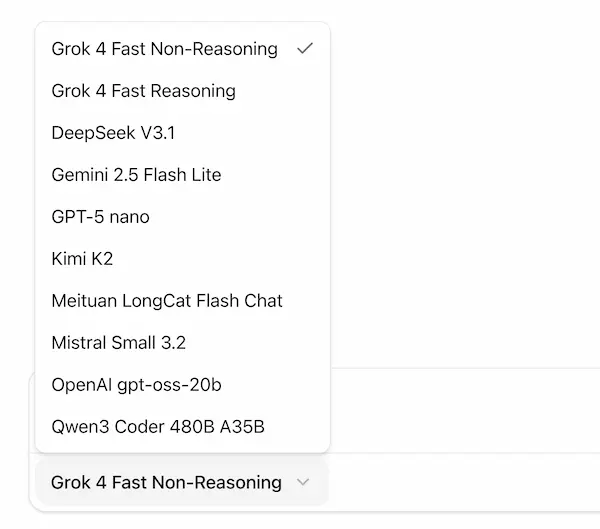 Grok 4 Fast Non-Reasoning
Grok 4 Fast Reasoning
DeepSeek V3.1
Gemini 2.5 Flash Lite
GPT-5 nano
Kimi K2
Meituan LongCat Flash Chat
Mistral Small 3.2
OpenAI gpt-oss-20b
Qwen3 Coder 480B A35B
Grok 4 Fast Non-Reasoning